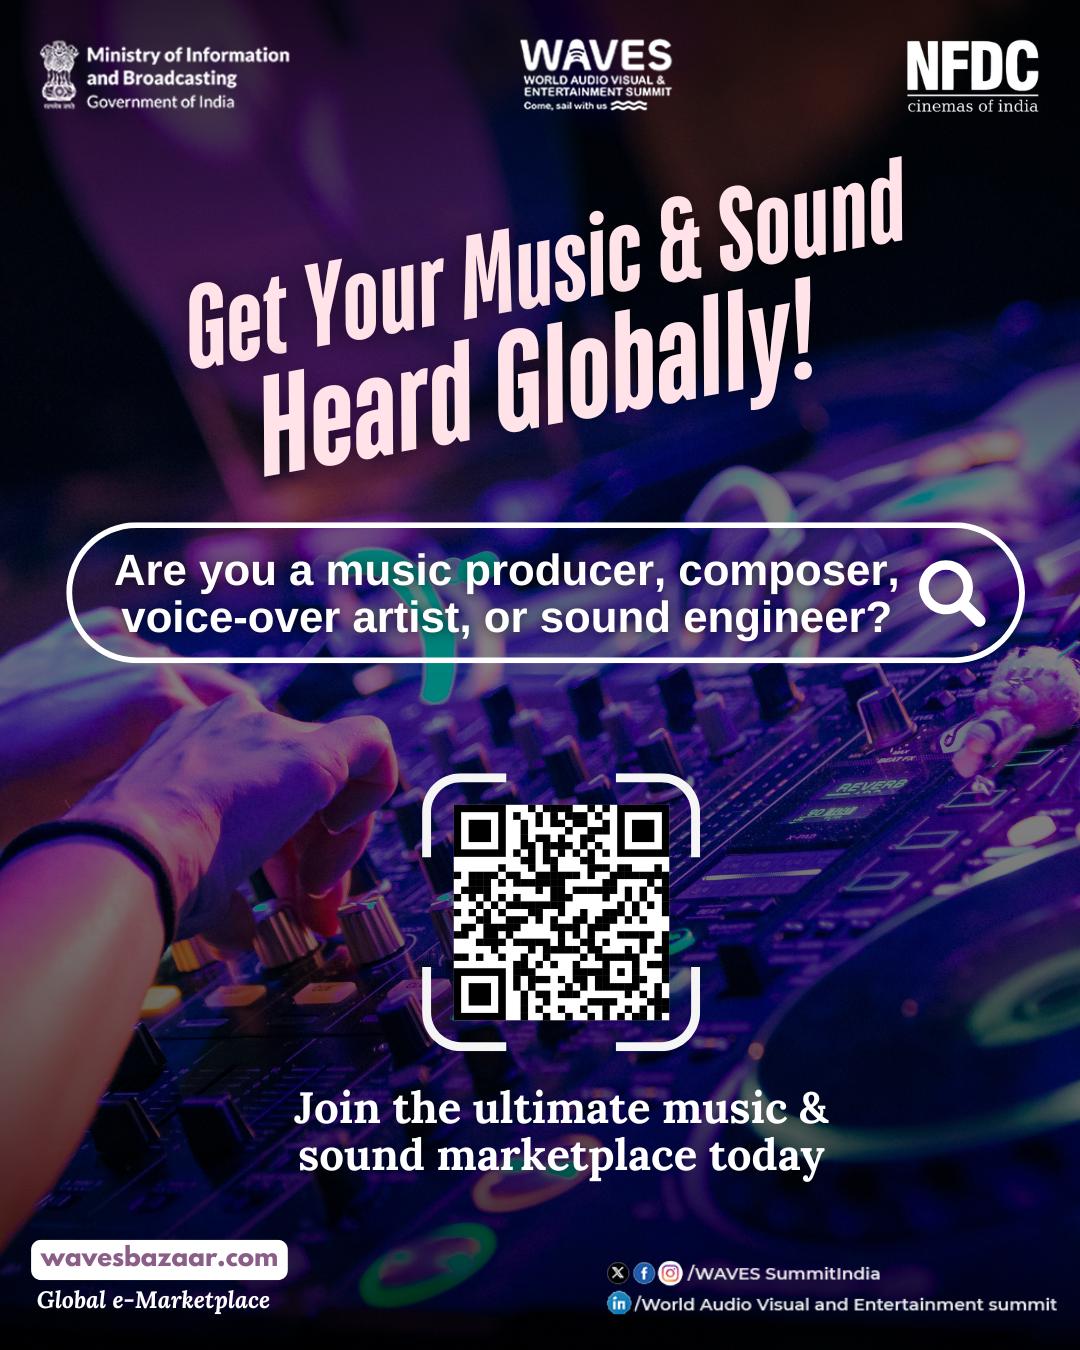 Ministry of Information
and Broadcasting
Government of India
WAVES
WORLD AUDIO VISUAL &
ENTERTAINMENT SUMMIT
Come, sail with us
NFDC
cinemas of india
Get Your Music & Sound
Heard Globally!
Are you a music producer, composer,
voice-over artist, or sound engineer?
REVERB
Join the ultimate music &
sound marketplace today
wavesbazaar.com
Global e-Marketplace
/WAVES SummitIndia
/World Audio Visual and Entertainment summit